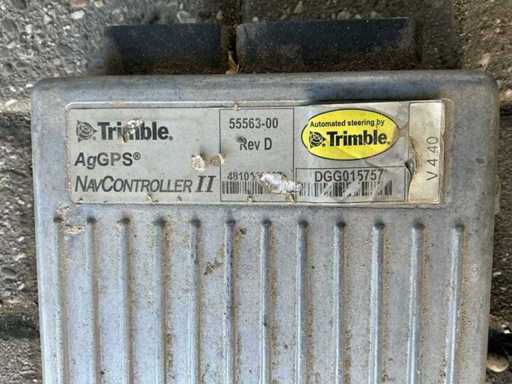 Trimble.
AgGPS®
NAVCONTROLLER II
55563-00
Rev D
DGG015757
Automated steering by
Trimble.
V 4.40